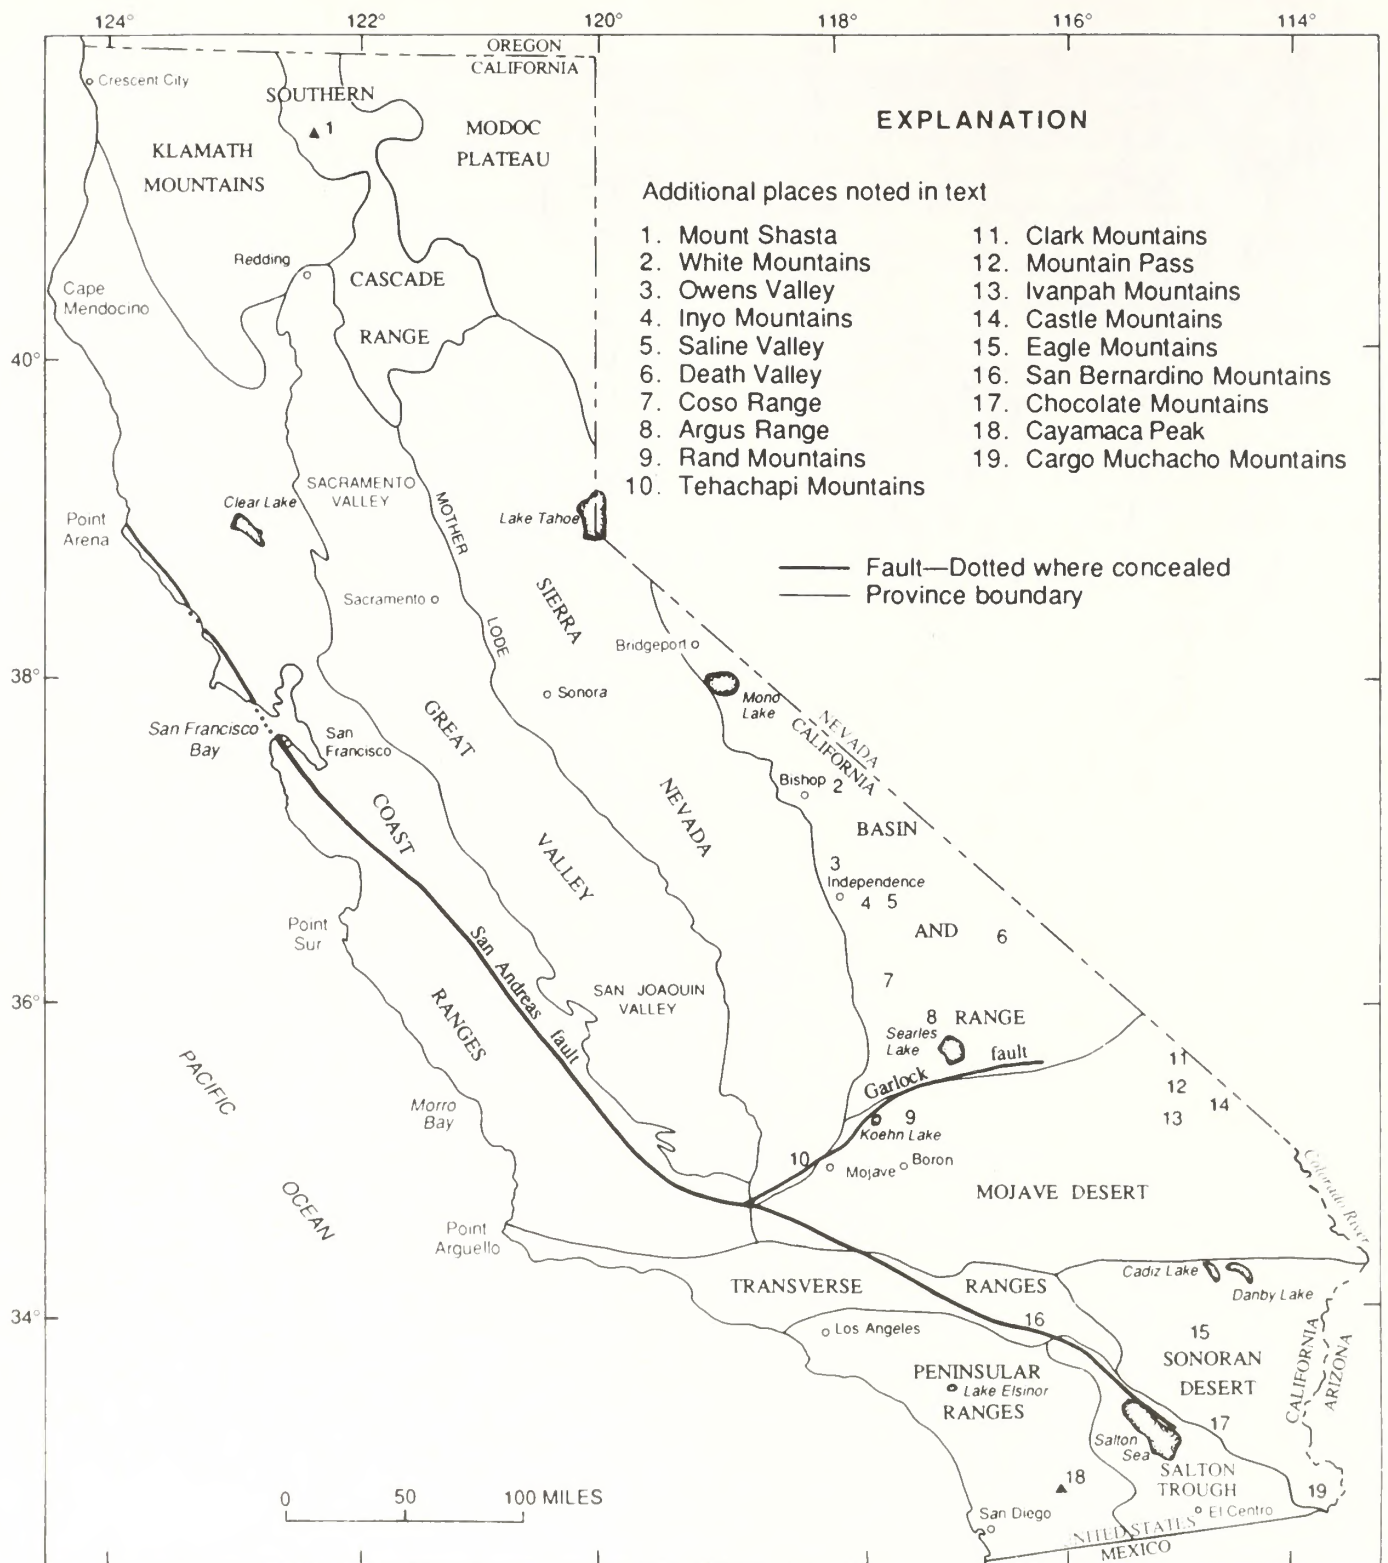 124°
122°
120°
118°
116°
114°
OREGON
CALIFORNIA
Crescent City
SOUTHERN
1
MODOC
PLATEAU
KLAMATH
MOUNTAINS
EXPLANATION
Additional places noted in text
1. Mount Shasta
2. White Mountains
3. Owens Valley
4. Inyo Mountains
5. Saline Valley
6. Death Valley
7. Coso Range
8. Argus Range
9. Rand Mountains
10. Tehachapi Mountains
11. Clark Mountains
12. Mountain Pass
13. Ivanpah Mountains
14. Castle Mountains
15. Eagle Mountains
16. San Bernardino Mountains
17. Chocolate Mountains
18. Cayamaca Peak
19. Cargo Muchacho Mountains
Fault—Dotted where concealed
Province boundary
Redding
CASCADE
RANGE
Cape
Mendocino
40°
SACRAMENTO
VALLEY
Clear Lake
MOTHER
LODE
Lake Tahoe
Point
Arena
Sacramento
SIERRA
NEVADA
Bridgeport
38°
Sonora
Mono
Lake
NEVADA
CALIFORNIA
San Francisco
Bay
San
Francisco
GREAT
VALLEY
Bishop
2
COAST
RANGES
BASIN
AND
RANGE
3
Independence
4
5
6
Point
Sur
San Andreas fault
7
36°
SAN JOAQUIN
VALLEY
8
Searles
Lake
Garlock fault
11
12
13
14
PACIFIC
OCEAN
Morro
Bay
9
Koehn Lake
10
Mojave
Boron
MOJAVE DESERT
Colorado River
Point
Arguello
TRANSVERSE
RANGES
Cadiz Lake
Danby Lake
34°
16
Los Angeles
15
SONORAN
DESERT
CALIFORNIA
ARIZONA
PENINSULAR
Lake Elsinor
RANGES
17
Salton
Sea
SALTON
TROUGH
18
19
El Centro
San Diego
UNITED STATES
MEXICO
0
50
100 MILES